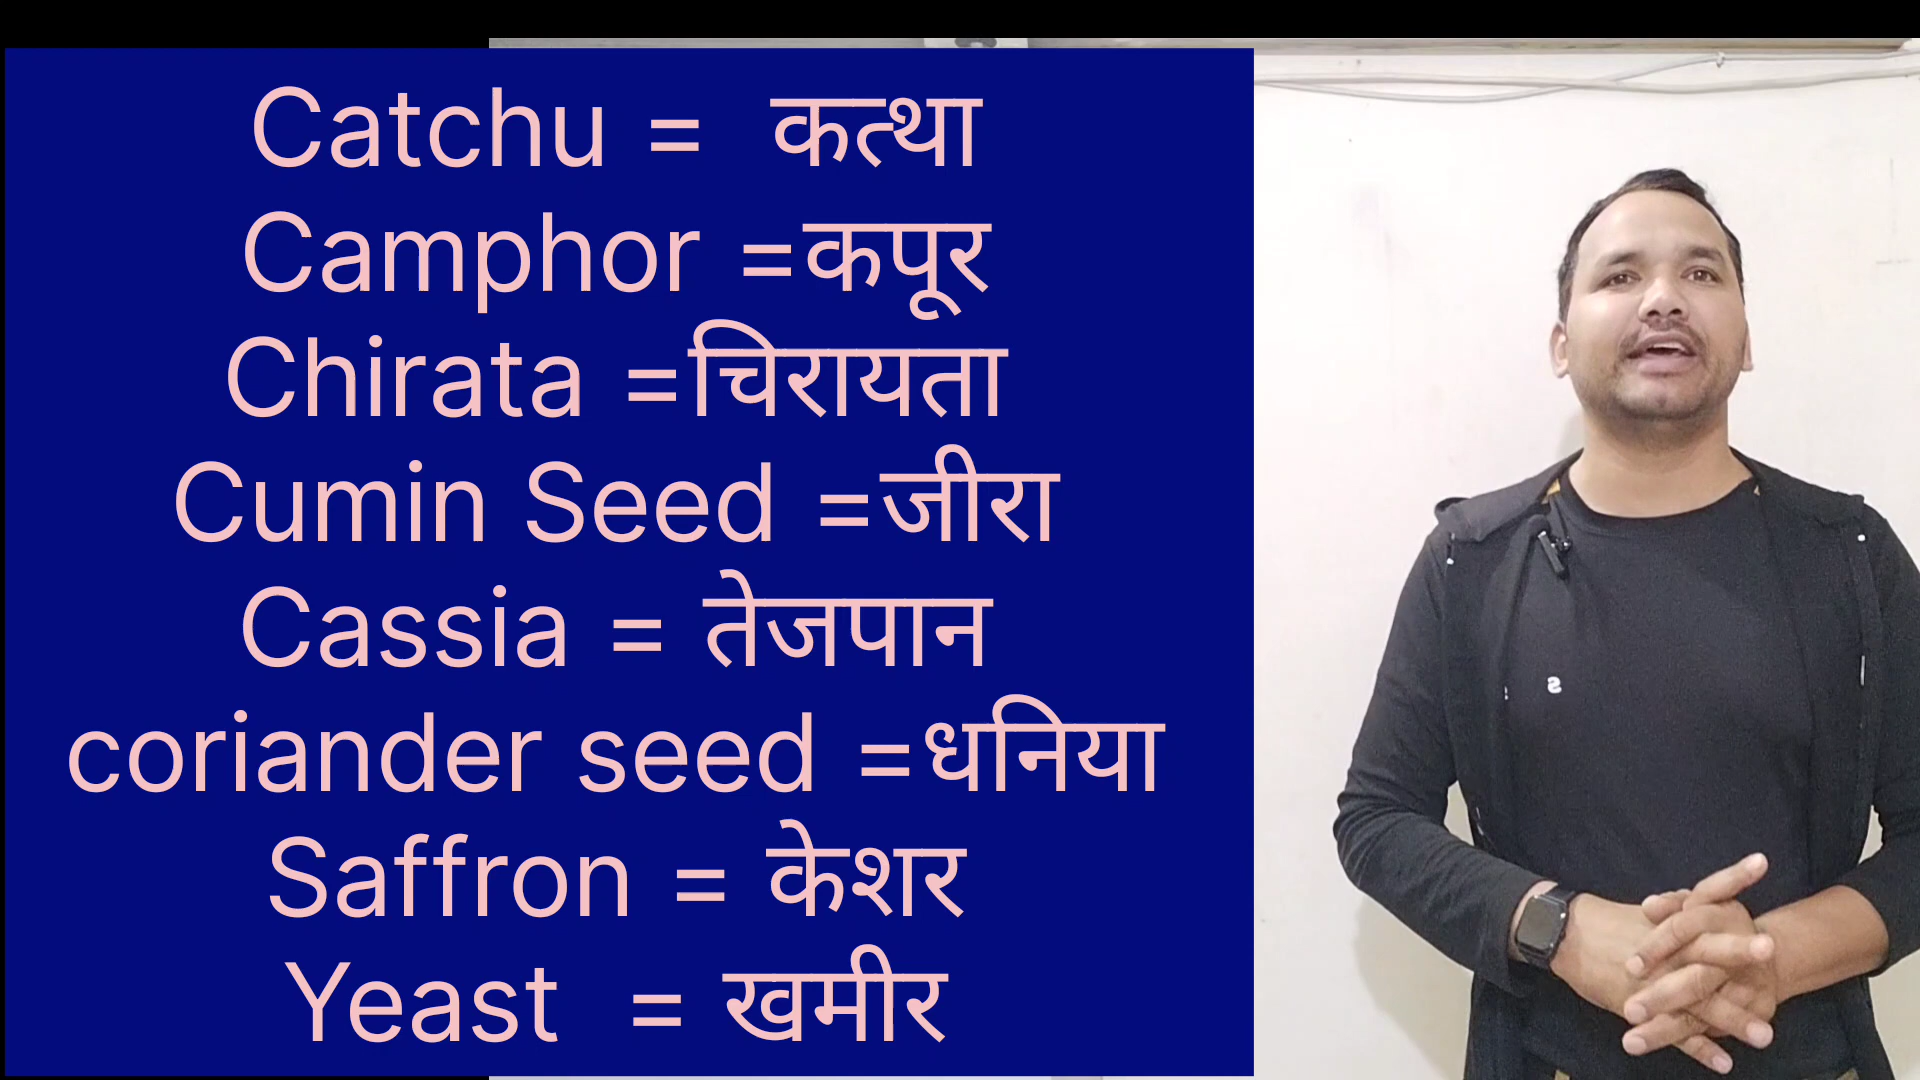 Catchu = कत्था
Camphor =कपूर
Chirata =चिरायता
Cumin Seed =जीरा
Cassia = तेजपान
coriander seed =धनिया
Saffron = केशर
Yeast = खमीर